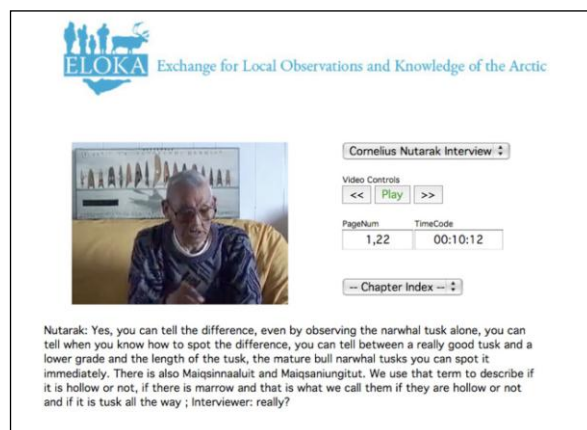 ELOKA
Exchange for Local Observations and Knowledge of the Arctic
Cornelius Nutarak Interview
Video Controls
<< Play >>
PageNum TimeCode
1,22 00:10:12
-- Chapter Index --
Nutarak: Yes, you can tell the difference, even by observing the narwhal tusk alone, you can
tell when you know how to spot the difference, you can tell between a really good tusk and a
lower grade and the length of the tusk, the mature bull narwhal tusks you can spot it
immediately. There is also Maiqsinnaaluit and Maiqsaniungitut. We use that term to describe if
it is hollow or not, if there is marrow and that is what we call them if they are hollow or not
and if it is tusk all the way ; Interviewer: really?